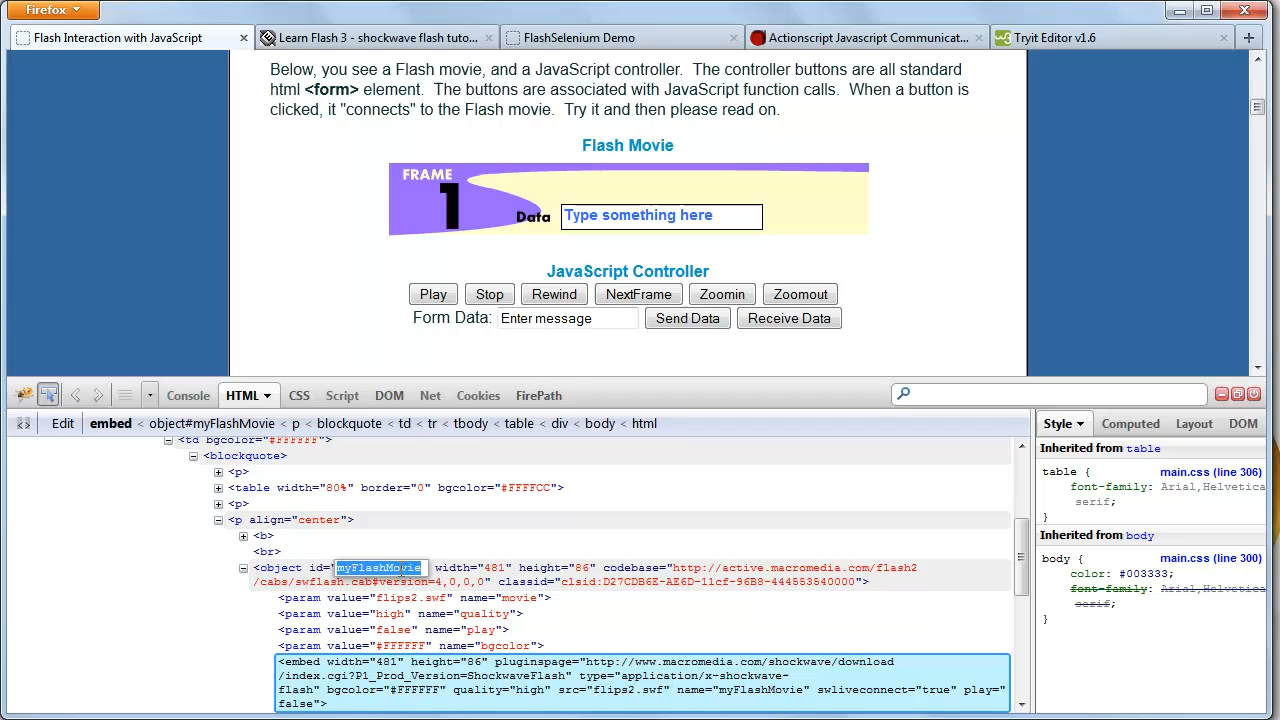 Firefox
Flash Interaction with JavaScript
Learn Flash 3 - shockwave flash tuto...
FlashSelenium Demo
Actionscript Javascript Communicat...
Tryit Editor v1.6
Below, you see a Flash movie, and a JavaScript controller. The controller buttons are all standard
html <form> element. The buttons are associated with JavaScript function calls. When a button is
clicked, it "connects" to the Flash movie. Try it and then please read on.
Flash Movie
FRAME
1
Data
Type something here
JavaScript Controller
Play Stop Rewind NextFrame Zoomin Zoomout
Form Data: Enter message Send Data Receive Data
Console HTML CSS Script DOM Net Cookies FirePath
Edit embed < object#myFlashMovie < p < blockquote < td < tr < tbody < table < div < body < html
Style Computed Layout DOM
<td bgcolor="#FFFFFF">
<blockquote>
<p>
<table width="80%" border="0" bgcolor="#FFFFCC">
<p>
<p align="center">
<b>
<br>
<object id="myFlashMovie" width="481" height="86" codebase="http://active.macromedia.com/flash2
/cabs/swflash.cab#version=4,0,0,0" classid="clsid:D27CDB6E-AE6D-11cf-96B8-444553540000">
<param value="flips2.swf" name="movie">
<param value="high" name="quality">
<param value="false" name="play">
<param value="#FFFFFF" name="bgcolor">
<embed width="481" height="86" pluginspage="http://www.macromedia.com/shockwave/download
/index.cgi?P1_Prod_Version=ShockwaveFlash" type="application/x-shockwave-
flash" bgcolor="#FFFFFF" quality="high" src="flips2.swf" name="myFlashMovie" swliveconnect="true" play="
false">
Inherited from table
table { main.css (line 306)
font-family: Arial,Helvetica
serif;
}
Inherited from body
body { main.css (line 300)
color: #003333;
font-family: Arial,Helvetica
serif;
}